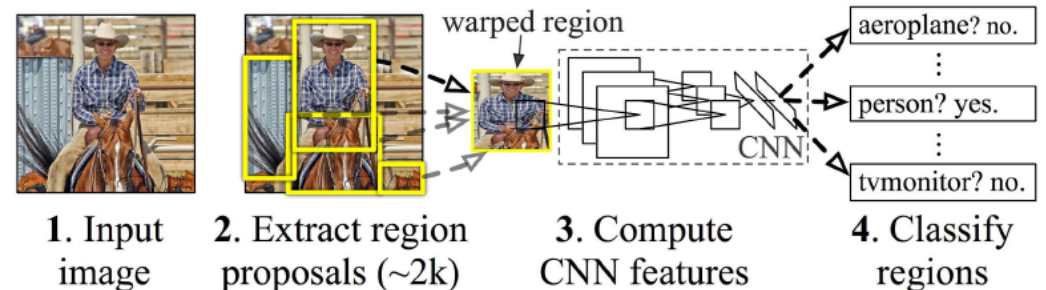 warped region
aeroplane? no.
person? yes.
tvmonitor? no.
CNN
1. Input image
2. Extract region proposals (~2k)
3. Compute CNN features
4. Classify regions